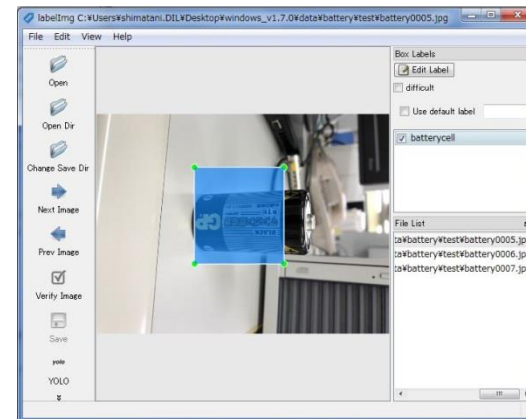 labelImg C:¥Users¥shimatani.DIL¥Desktop¥windows_v1.7.0¥data¥battery¥test¥battery0005.jpg
File Edit View Help
Open
Open Dir
Change Save Dir
Next Image
Prev Image
Verify Image
Save
yolo
YOLO
Box Labels
Edit Label
difficult
Use default label
batterycell
GP
BLACK
File List
ta¥battery¥test¥battery0005.jp
ta¥battery¥test¥battery0006.jp
ta¥battery¥test¥battery0007.jp